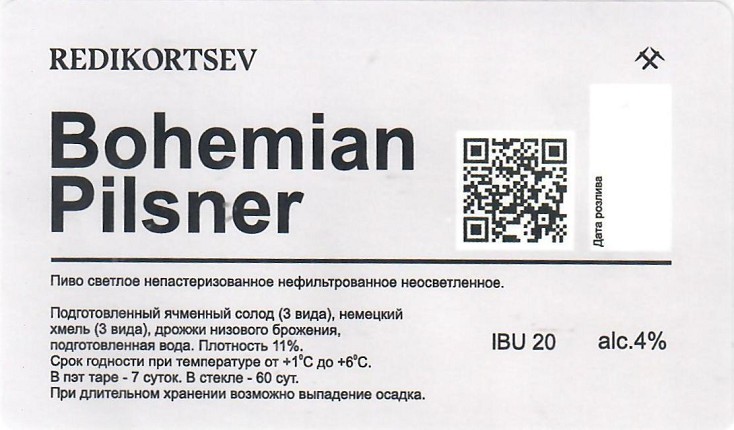 REDIKORTSEV
Bohemian
Pilsner
Дата розлива
Пиво светлое непастеризованное нефильтрованное неосветленное.
Подготовленный ячменный солод (3 вида), немецкий
хмель (3 вида), дрожжи низового брожения,
подготовленная вода. Плотность 11%.
Срок годности при температуре от +1°C до +6°C.
В пэт таре - 7 суток. В стекле - 60 сут.
При длительном хранении возможно выпадение осадка.
IBU 20 alc.4%